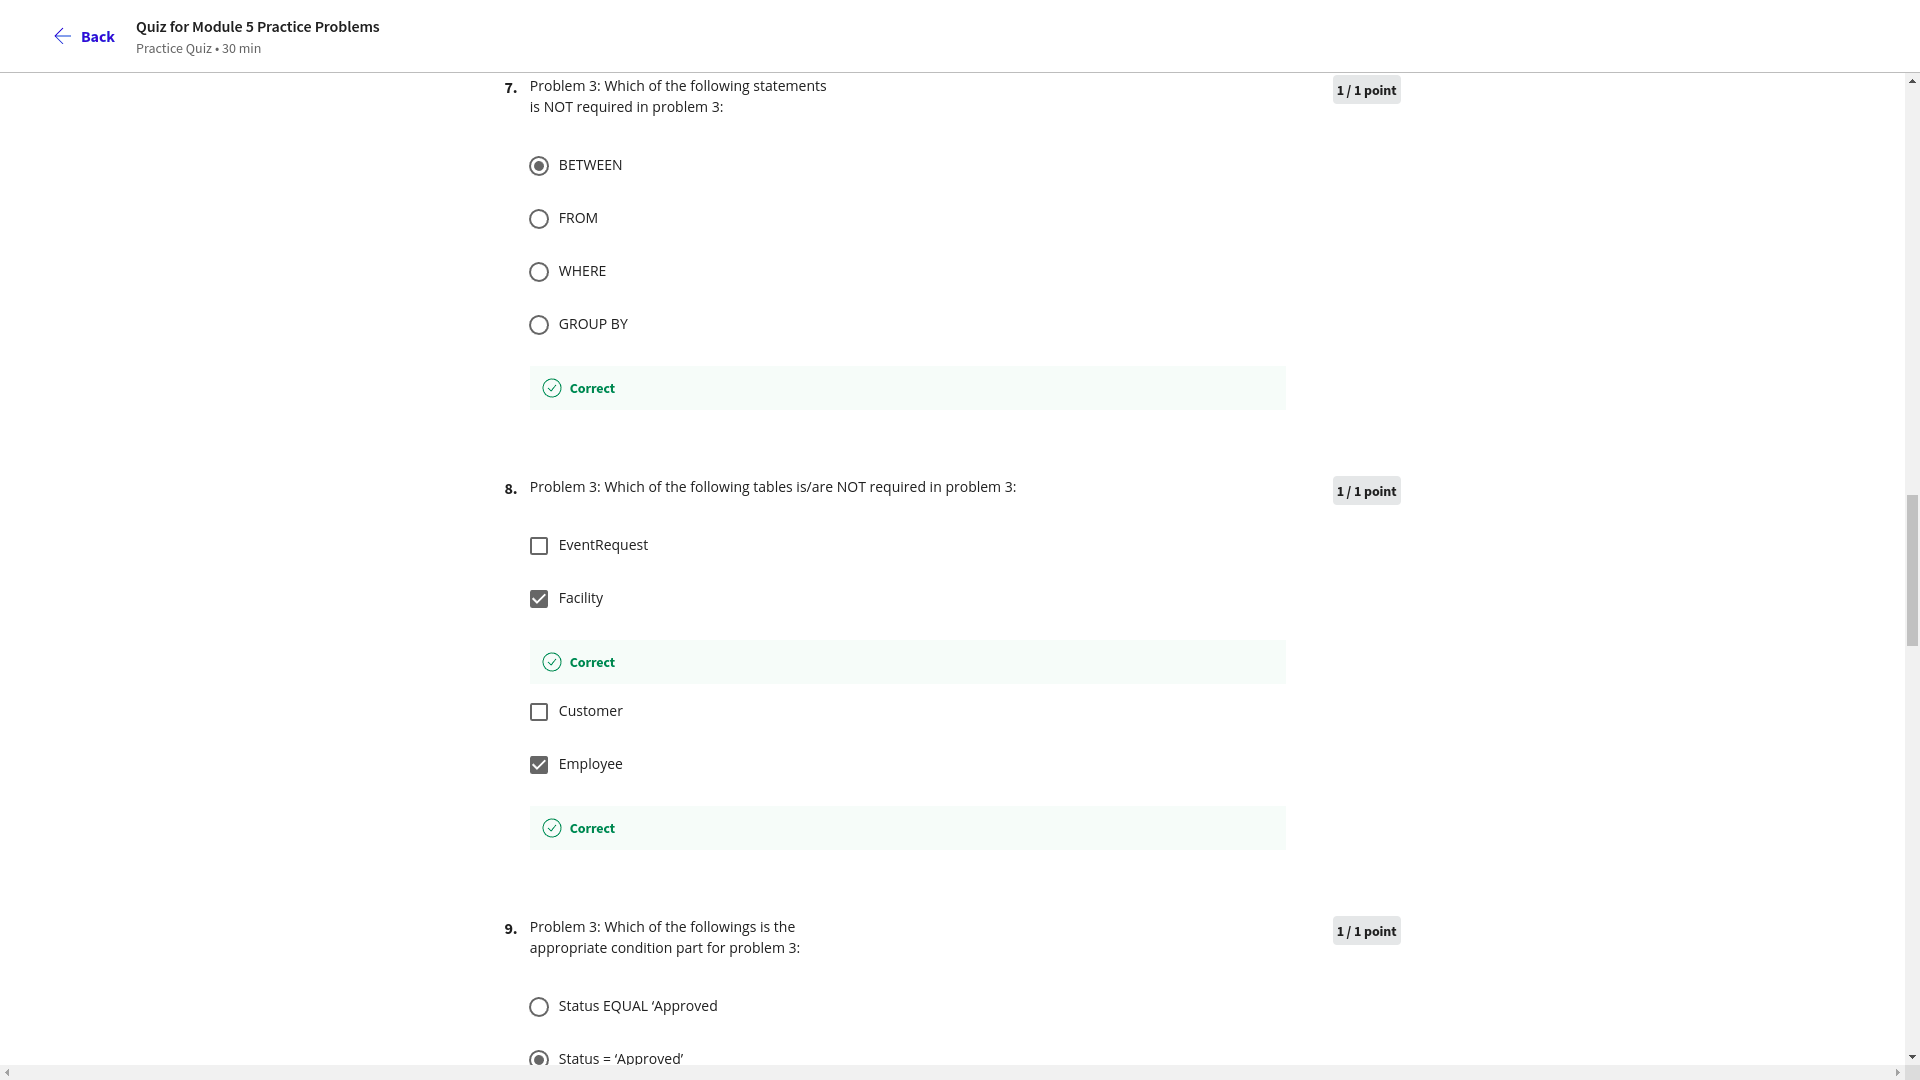 Back
Quiz for Module 5 Practice Problems
Practice Quiz • 30 min
7.
Problem 3: Which of the following statements
is NOT required in problem 3:
1 / 1 point
BETWEEN
FROM
WHERE
GROUP BY
Correct
8.
Problem 3: Which of the following tables is/are NOT required in problem 3:
1 / 1 point
EventRequest
Facility
Correct
Customer
Employee
Correct
9.
Problem 3: Which of the followings is the
appropriate condition part for problem 3:
1 / 1 point
Status EQUAL ‘Approved
Status = ‘Approved’